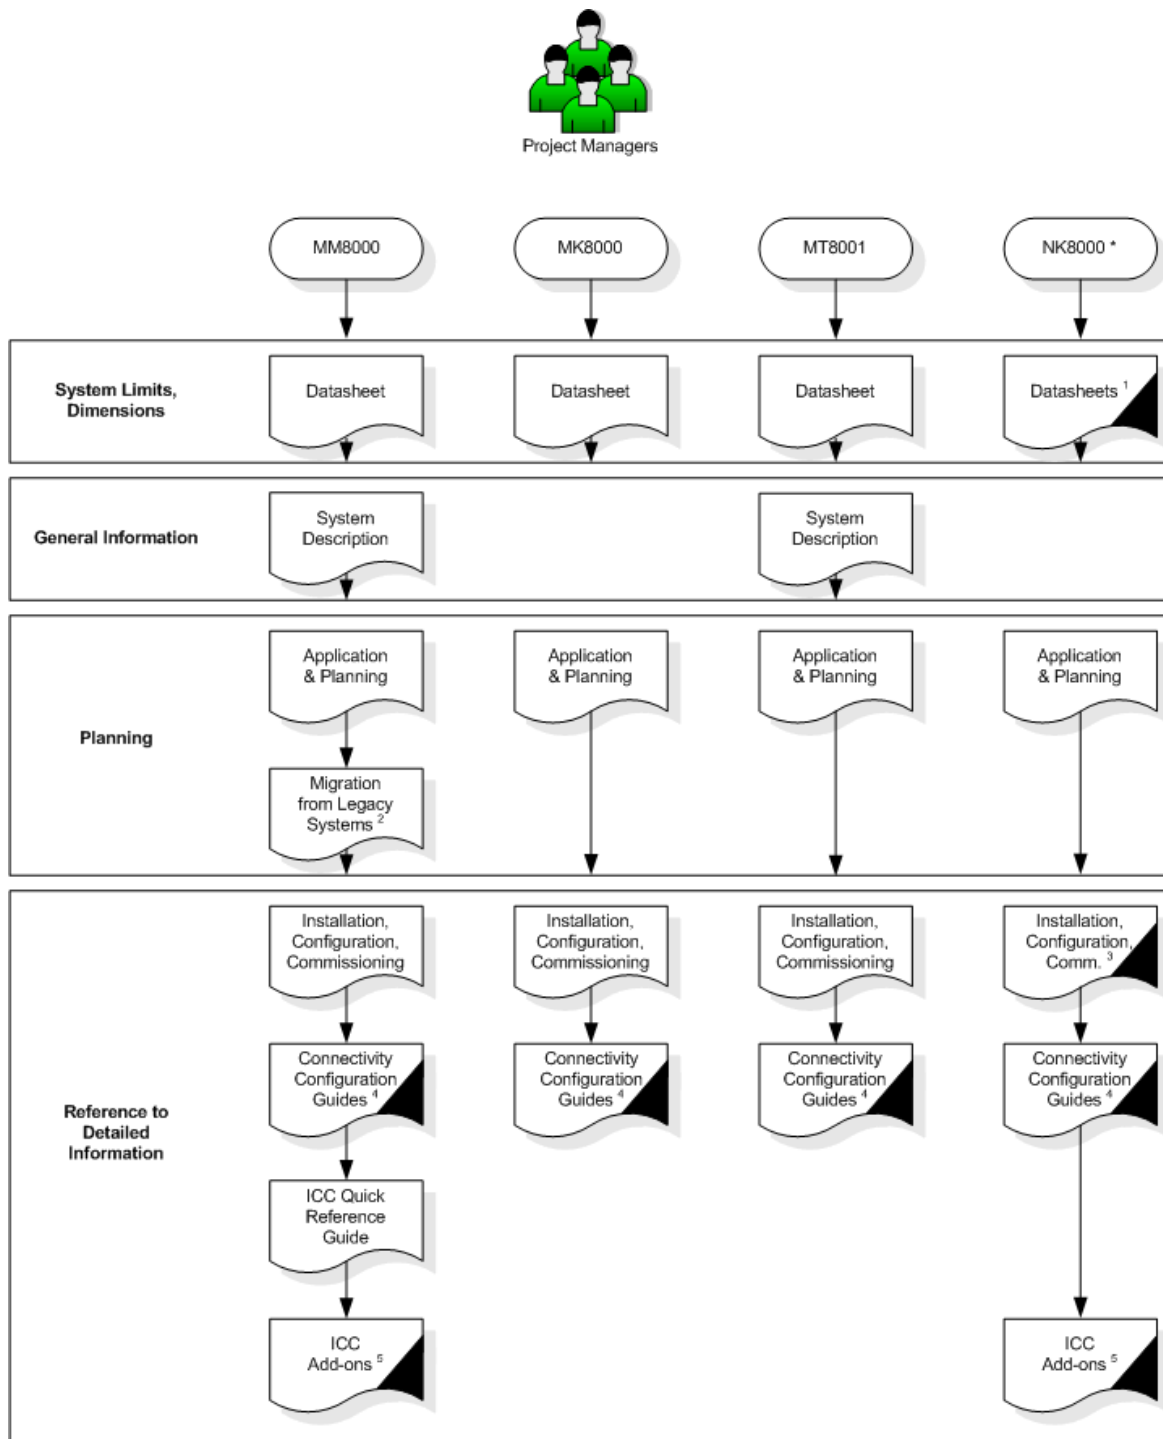 Project Managers
MM8000
MK8000
MT8001
NK8000 *
System Limits,
Dimensions
Datasheet
Datasheet
Datasheet
Datasheets 1
General Information
System
Description
System
Description
Planning
Application
& Planning
Application
& Planning
Application
& Planning
Application
& Planning
Migration
from Legacy
Systems 2
Reference to
Detailed
Information
Installation,
Configuration,
Commissioning
Installation,
Configuration,
Commissioning
Installation,
Configuration,
Commissioning
Installation,
Configuration,
Comm. 3
Connectivity
Configuration
Guides 4
Connectivity
Configuration
Guides 4
Connectivity
Configuration
Guides 4
Connectivity
Configuration
Guides 4
ICC Quick
Reference
Guide
ICC
Add-ons 5
ICC
Add-ons 5